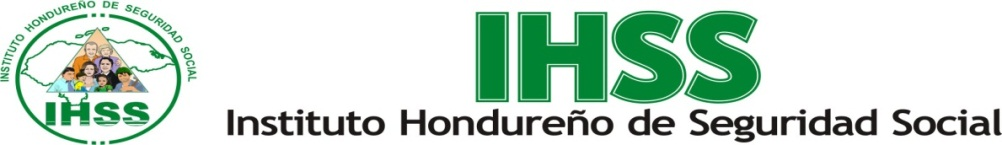 INSTITUTO HONDUREÑO DE SEGURIDAD SOCIAL
IHSS
IHSS
Instituto Hondureño de Seguridad Social